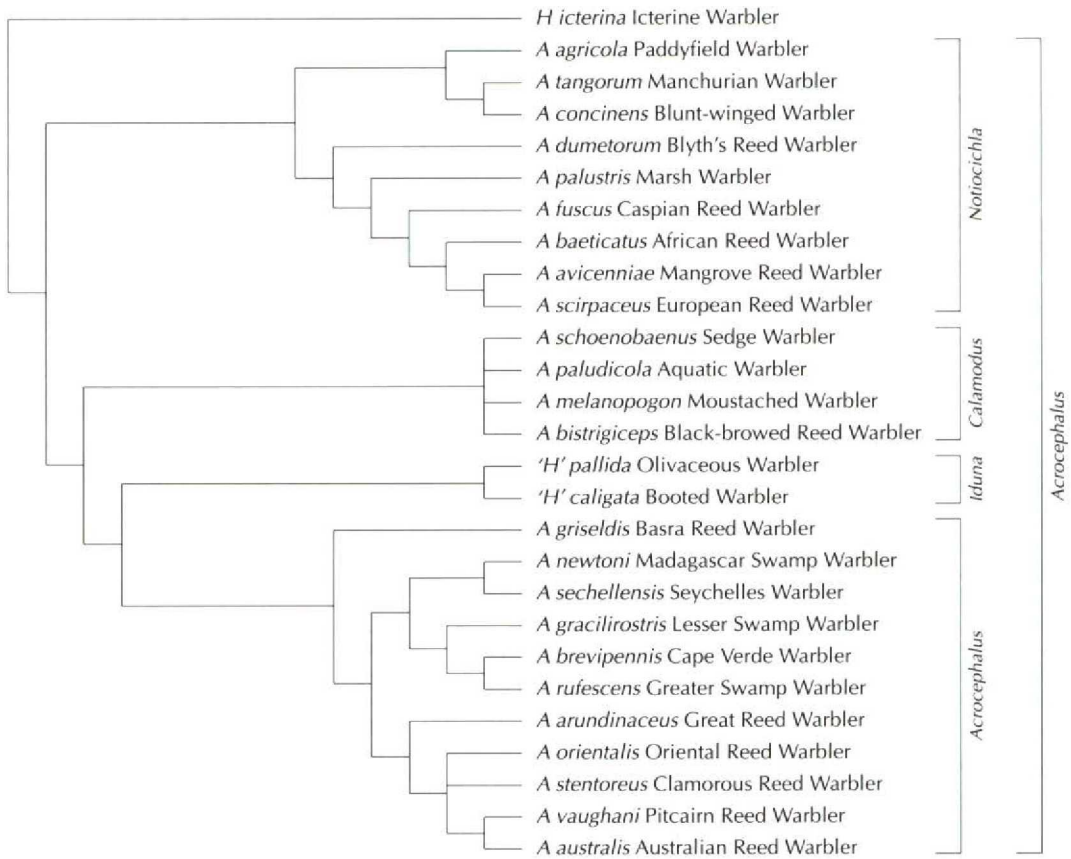 H icterina Icterine Warbler
A agricola Paddyfield Warbler
A tangorum Manchurian Warbler
A concinens Blunt-winged Warbler
A dumetorum Blyth's Reed Warbler
A palustris Marsh Warbler
A fuscus Caspian Reed Warbler
A baeticatus African Reed Warbler
A avicenniae Mangrove Reed Warbler
A scirpaceus European Reed Warbler
A schoenobaenus Sedge Warbler
A paludicola Aquatic Warbler
A melanopogon Moustached Warbler
A bistrigiceps Black-browed Reed Warbler
'H' pallida Olivaceous Warbler
'H' caligata Booted Warbler
A griseldis Basra Reed Warbler
A newtoni Madagascar Swamp Warbler
A sechellensis Seychelles Warbler
A gracilirostris Lesser Swamp Warbler
A brevipennis Cape Verde Warbler
A rufescens Greater Swamp Warbler
A arundinaceus Great Reed Warbler
A orientalis Oriental Reed Warbler
A stentoreus Clamorous Reed Warbler
A vaughani Pitcairn Reed Warbler
A australis Australian Reed Warbler
Notiocichla
Calamodus
Iduna
Acrocephalus
Acrocephalus